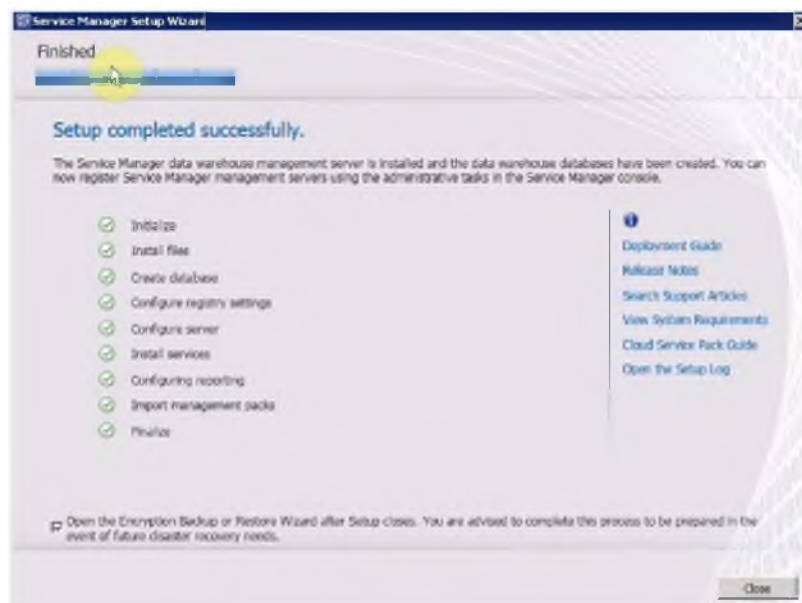 Service Manager Setup Wizard
Finished
Setup completed successfully.
The Service Manager data warehouse management server is installed and the data warehouse databases have been created. You can
now register Service Manager management servers using the administrative tasks in the Service Manager console.
Initialize
Install files
Create database
Configure registry settings
Configure server
Install services
Configuring reporting
Import management packs
Finalize
Deployment Guide
Release Notes
Search Support Articles
View System Requirements
Cloud Service Pack Guide
Open the Setup Log
Open the Encryption Backup or Restore Wizard after Setup closes. You are advised to complete this process to be prepared in the
event of future disaster recovery needs.
Close